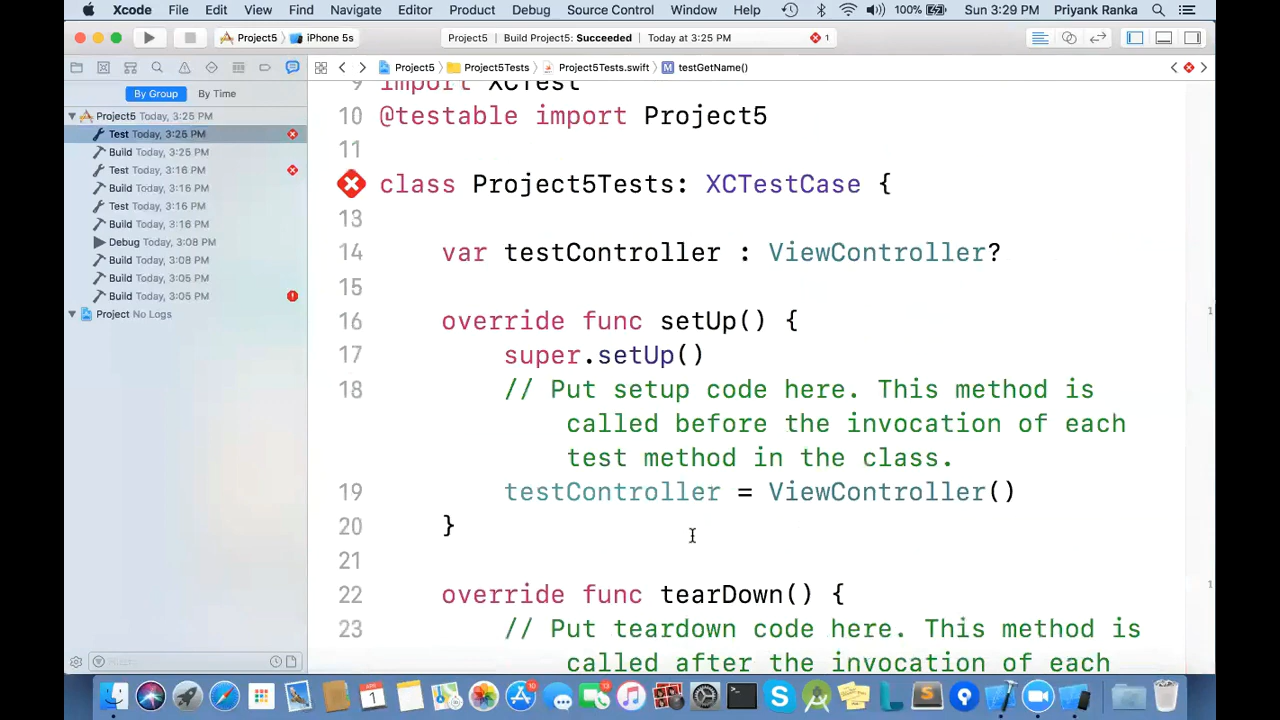 Xcode File Edit View Find Navigate Editor Product Debug Source Control Window Help 100% Sun 3:29 PM Priyank Ranka
Project5 iPhone 5s Project5 Build Project5: Succeeded Today at 3:25 PM 1
Project5 Project5Tests Project5Tests.swift M testGetName()
By Group By Time
Project5 Today, 3:25 PM
Test Today, 3:25 PM
Build Today, 3:25 PM
Test Today, 3:16 PM
Build Today, 3:16 PM
Test Today, 3:16 PM
Build Today, 3:16 PM
Debug Today, 3:08 PM
Build Today, 3:08 PM
Build Today, 3:05 PM
Build Today, 3:05 PM
Project No Logs
9 import XCTest
10 @testable import Project5
11
class Project5Tests: XCTestCase {
13
14 var testController : ViewController?
15
16 override func setUp() {
17 super.setUp()
18 // Put setup code here. This method is
called before the invocation of each
test method in the class.
19 testController = ViewController()
20 }
21
22 override func tearDown() {
23 // Put teardown code here. This method is
called after the invocation of each